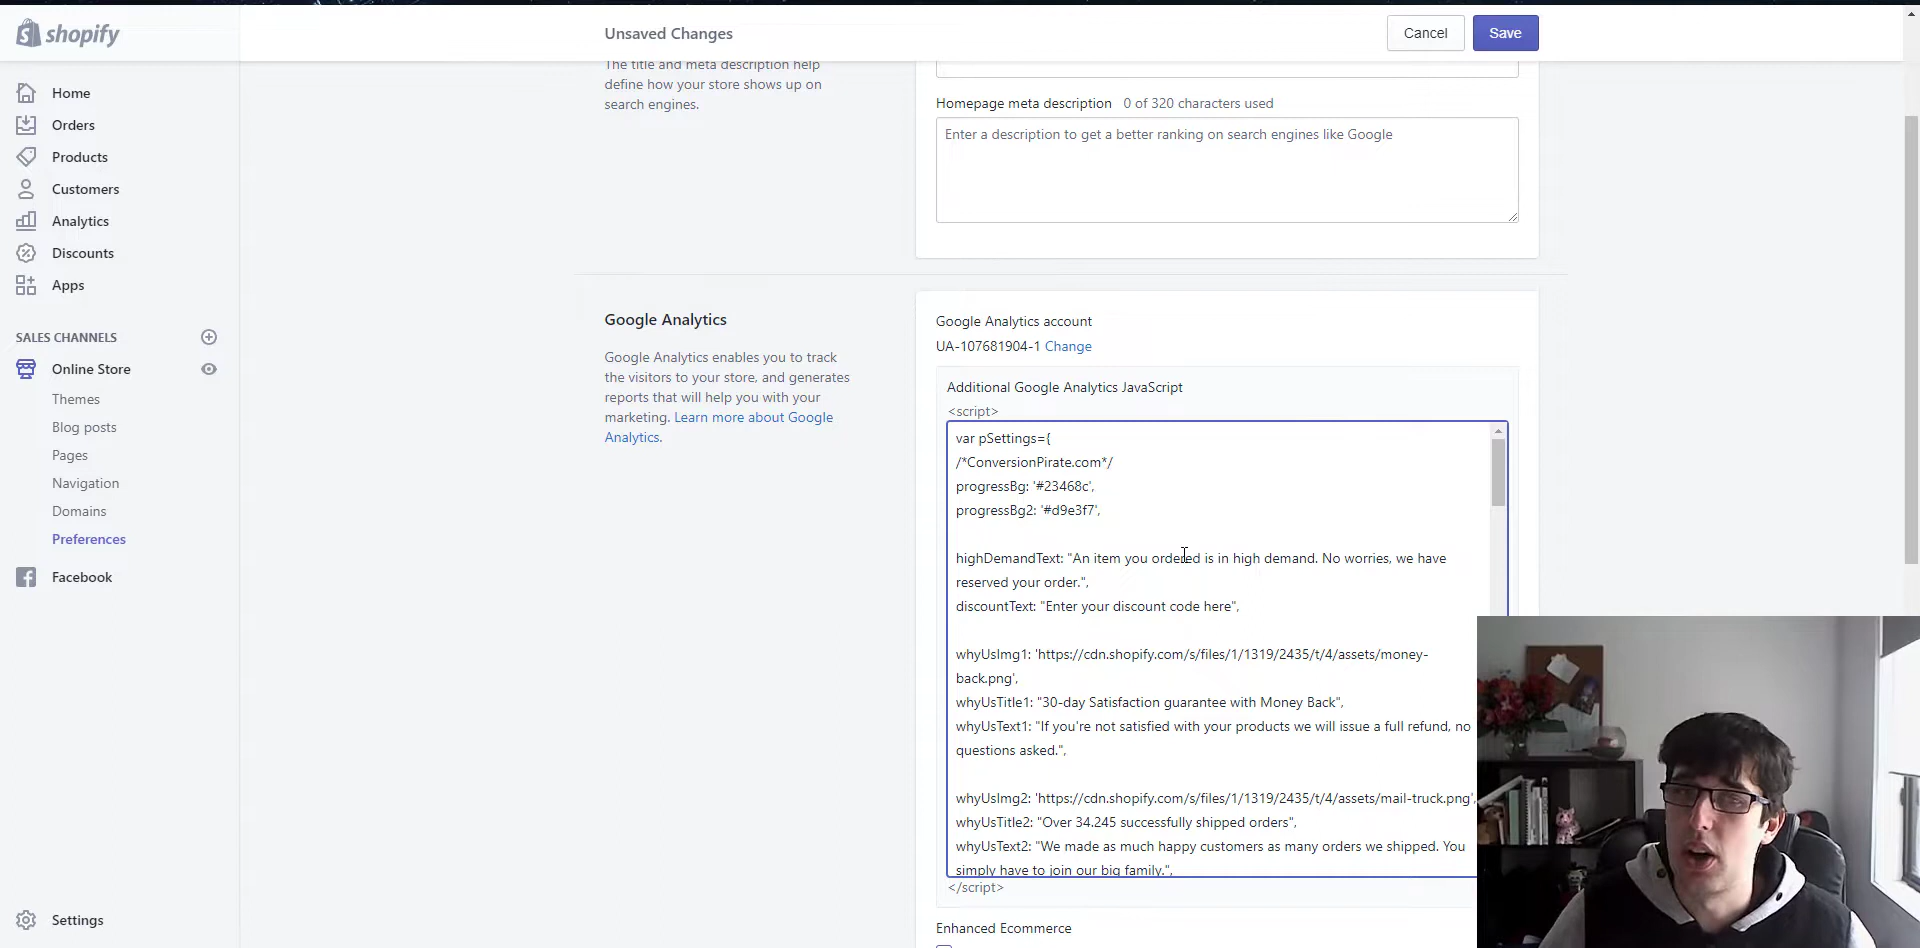 shopify
Unsaved Changes
Cancel
Save
Home
Orders
Products
Customers
Analytics
Discounts
Apps
SALES CHANNELS
Online Store
Themes
Blog posts
Pages
Navigation
Domains
Preferences
Facebook
Settings
The title and meta description help
define how your store shows up on
search engines.
Homepage meta description 0 of 320 characters used
Enter a description to get a better ranking on search engines like Google
Google Analytics
Google Analytics enables you to track
the visitors to your store, and generates
reports that will help you with your
marketing. Learn more about Google
Analytics.
Google Analytics account
UA-107681904-1 Change
Additional Google Analytics JavaScript
<script>
var pSettings={
/*ConversionPirate.com*/
progressBg: '#23468c',
progressBg2: '#d9e3f7',
highDemandText: "An item you ordered is in high demand. No worries, we have
reserved your order.",
discountText: "Enter your discount code here",
whyUsImg1: 'https://cdn.shopify.com/s/files/1/1319/2435/t/4/assets/money-
back.png',
whyUsTitle1: "30-day Satisfaction guarantee with Money Back",
whyUsText1: "If you're not satisfied with your products we will issue a full refund, no
questions asked.",
whyUsImg2: 'https://cdn.shopify.com/s/files/1/1319/2435/t/4/assets/mail-truck.png',
whyUsTitle2: "Over 34.245 successfully shipped orders",
whyUsText2: "We made as much happy customers as many orders we shipped. You
simply have to join our big family.",
</script>
Enhanced Ecommerce